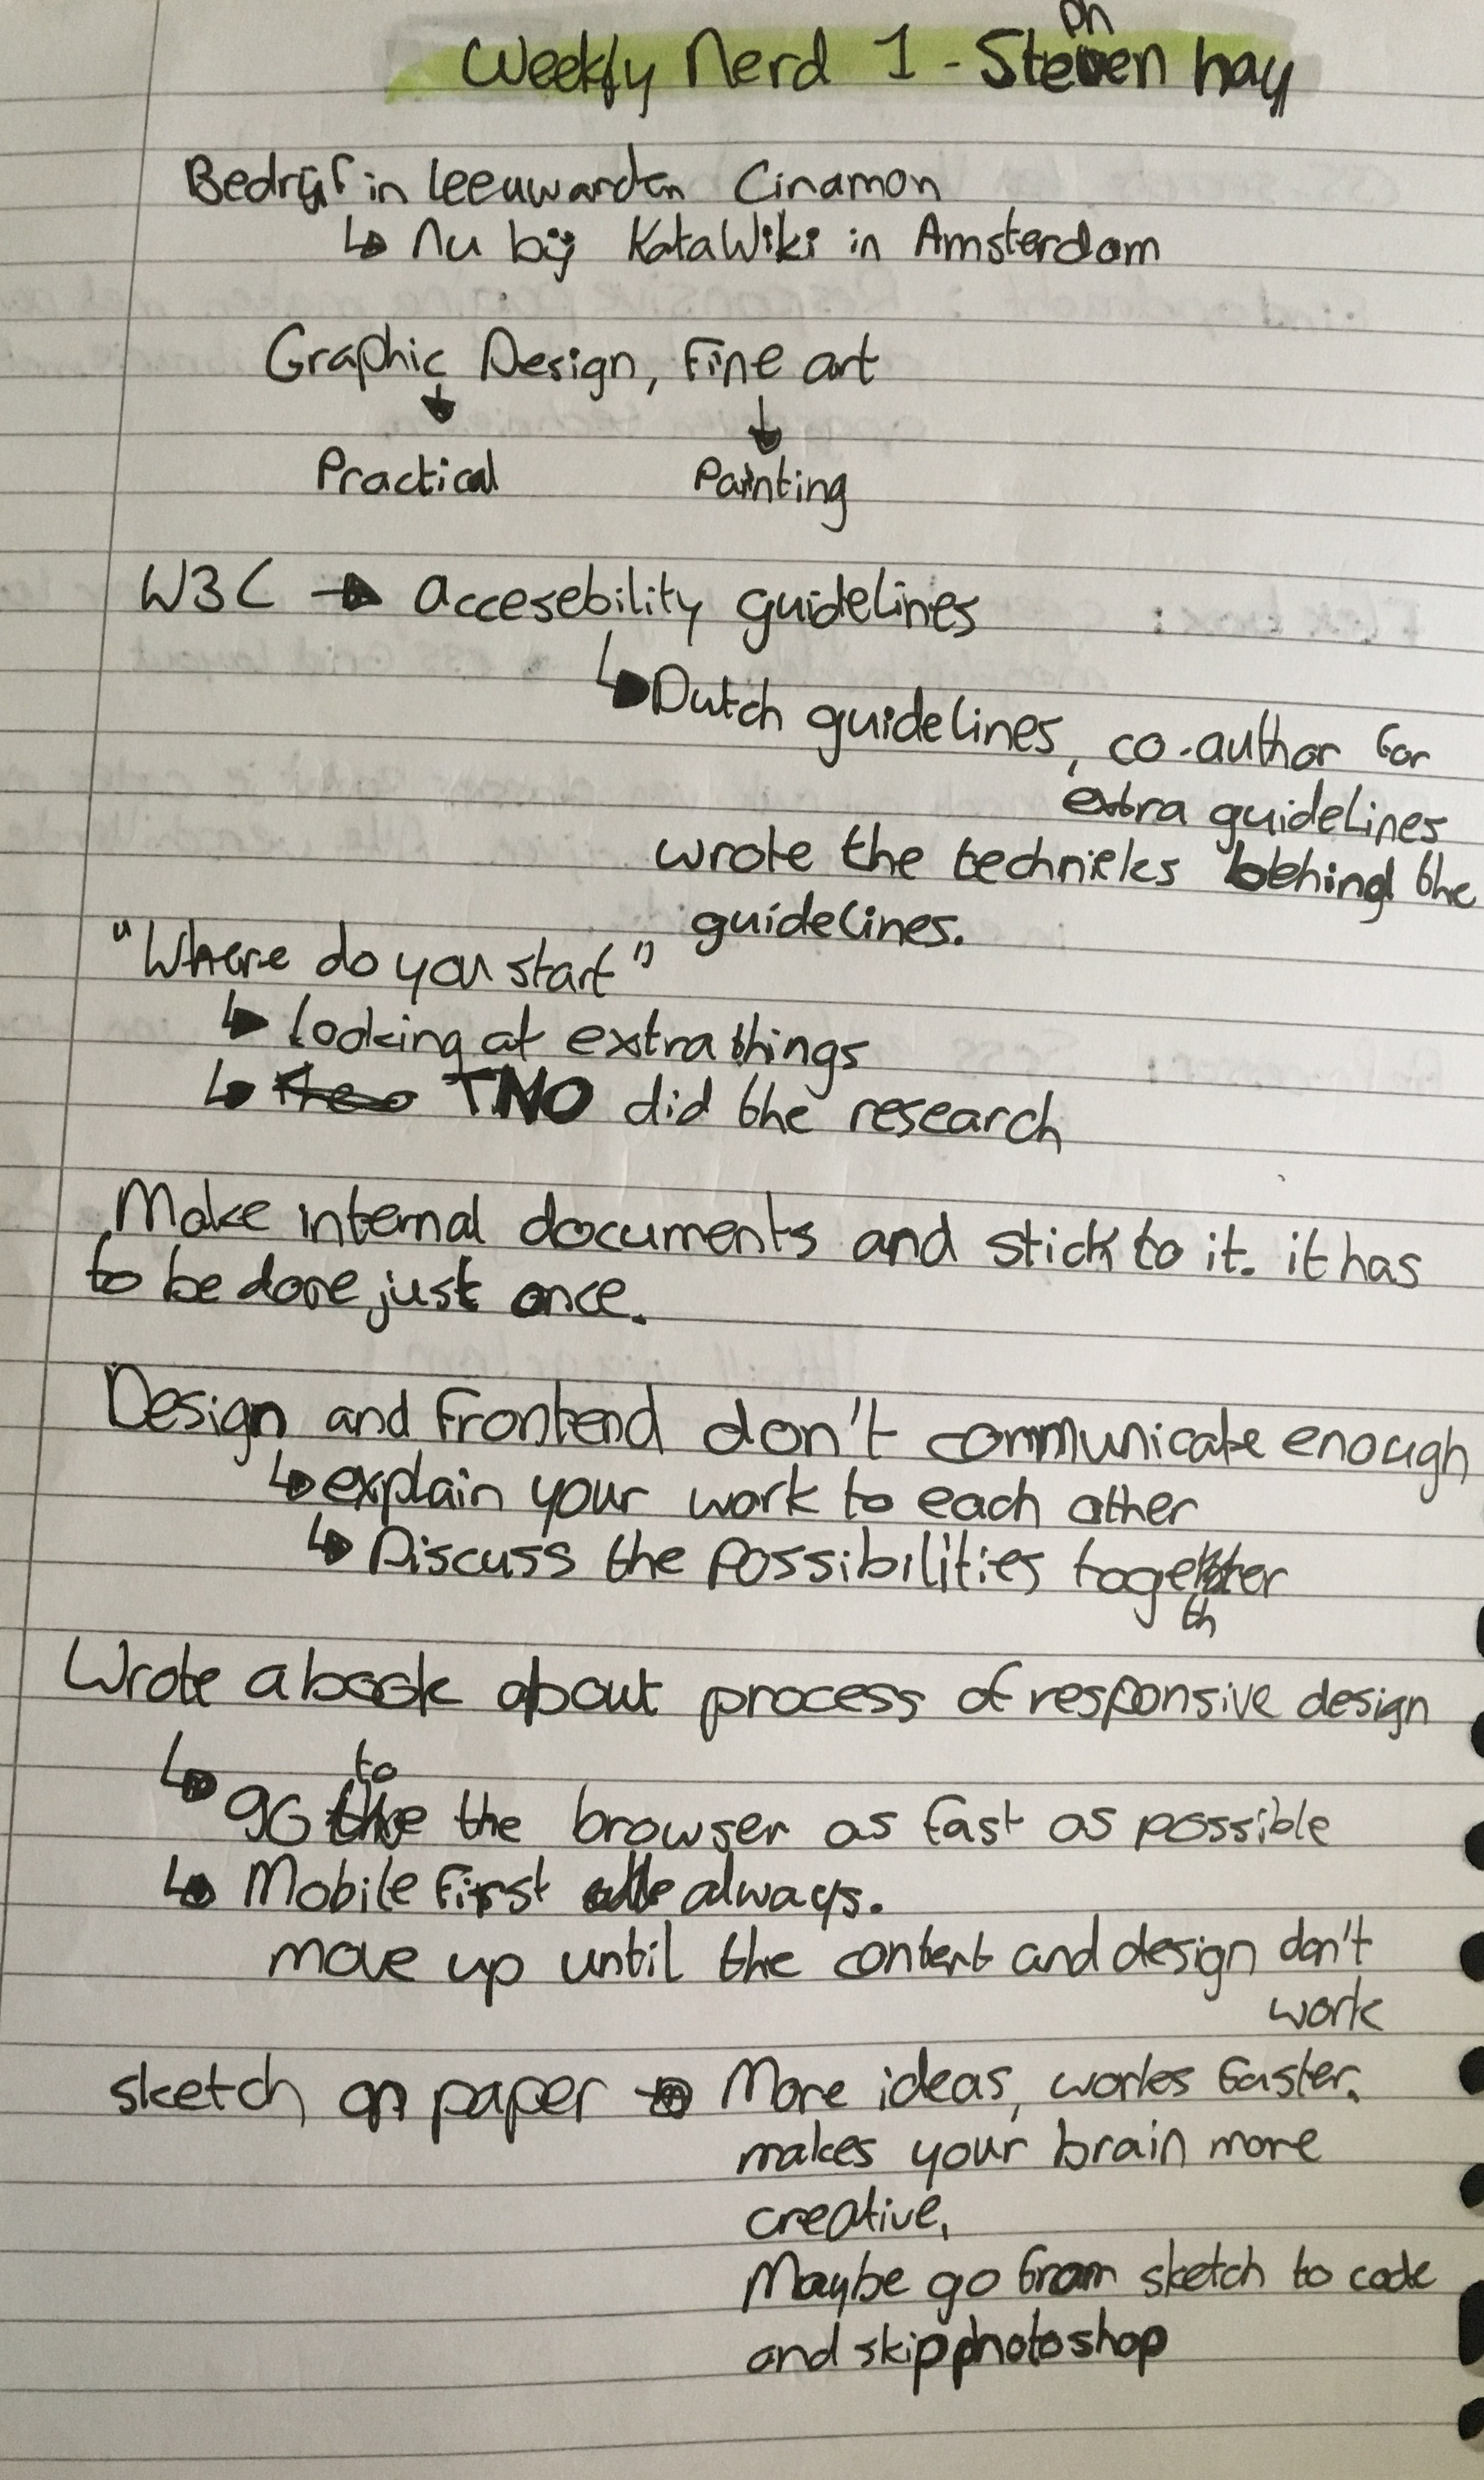 Weekly Nerd 1 - Stephen hay
Bedrijf in leeuwarden Cinamon
↳ nu bij KataWiki in Amsterdam
Graphic Design, Fine art
↓ ↓
Practical Painting
W3C → accesebility guidelines
↳ Dutch guidelines, co-author for
extra guidelines
wrote the technieks behind the
guidelines.
"Where do you start"
↳ looking at extra things
↳ TNO did the research
Make internal documents and stick to it. it has
to be done just once.
Design and Frontend don't communicate enough
↳ explain your work to each other
↳ Discuss the possibilities together
Wrote a book about process of responsive design
↳ go to the browser as fast as possible
↳ Mobile First always.
move up until the content and design don't
work
sketch on paper → More ideas, works faster.
makes your brain more
creative,
Maybe go from sketch to code
and skip photoshop